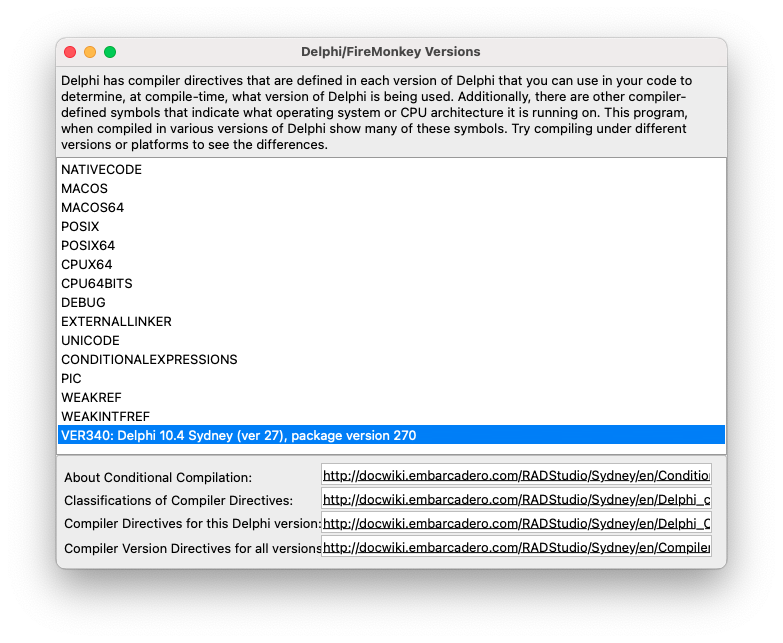 Delphi/FireMonkey Versions
Delphi has compiler directives that are defined in each version of Delphi that you can use in your code to
determine, at compile-time, what version of Delphi is being used. Additionally, there are other compiler-
defined symbols that indicate what operating system or CPU architecture it is running on. This program,
when compiled in various versions of Delphi show many of these symbols. Try compiling under different
versions or platforms to see the differences.
NATIVECODE
MACOS
MACOS64
POSIX
POSIX64
CPUX64
CPU64BITS
DEBUG
EXTERNALLINKER
UNICODE
CONDITIONALEXPRESSIONS
PIC
WEAKREF
WEAKINTFREF
VER340: Delphi 10.4 Sydney (ver 27), package version 270
About Conditional Compilation: http://docwiki.embarcadero.com/RADStudio/Sydney/en/Conditio
Classifications of Compiler Directives: http://docwiki.embarcadero.com/RADStudio/Sydney/en/Delphi_c
Compiler Directives for this Delphi version: http://docwiki.embarcadero.com/RADStudio/Sydney/en/Delphi_C
Compiler Version Directives for all versions http://docwiki.embarcadero.com/RADStudio/Sydney/en/Compiler